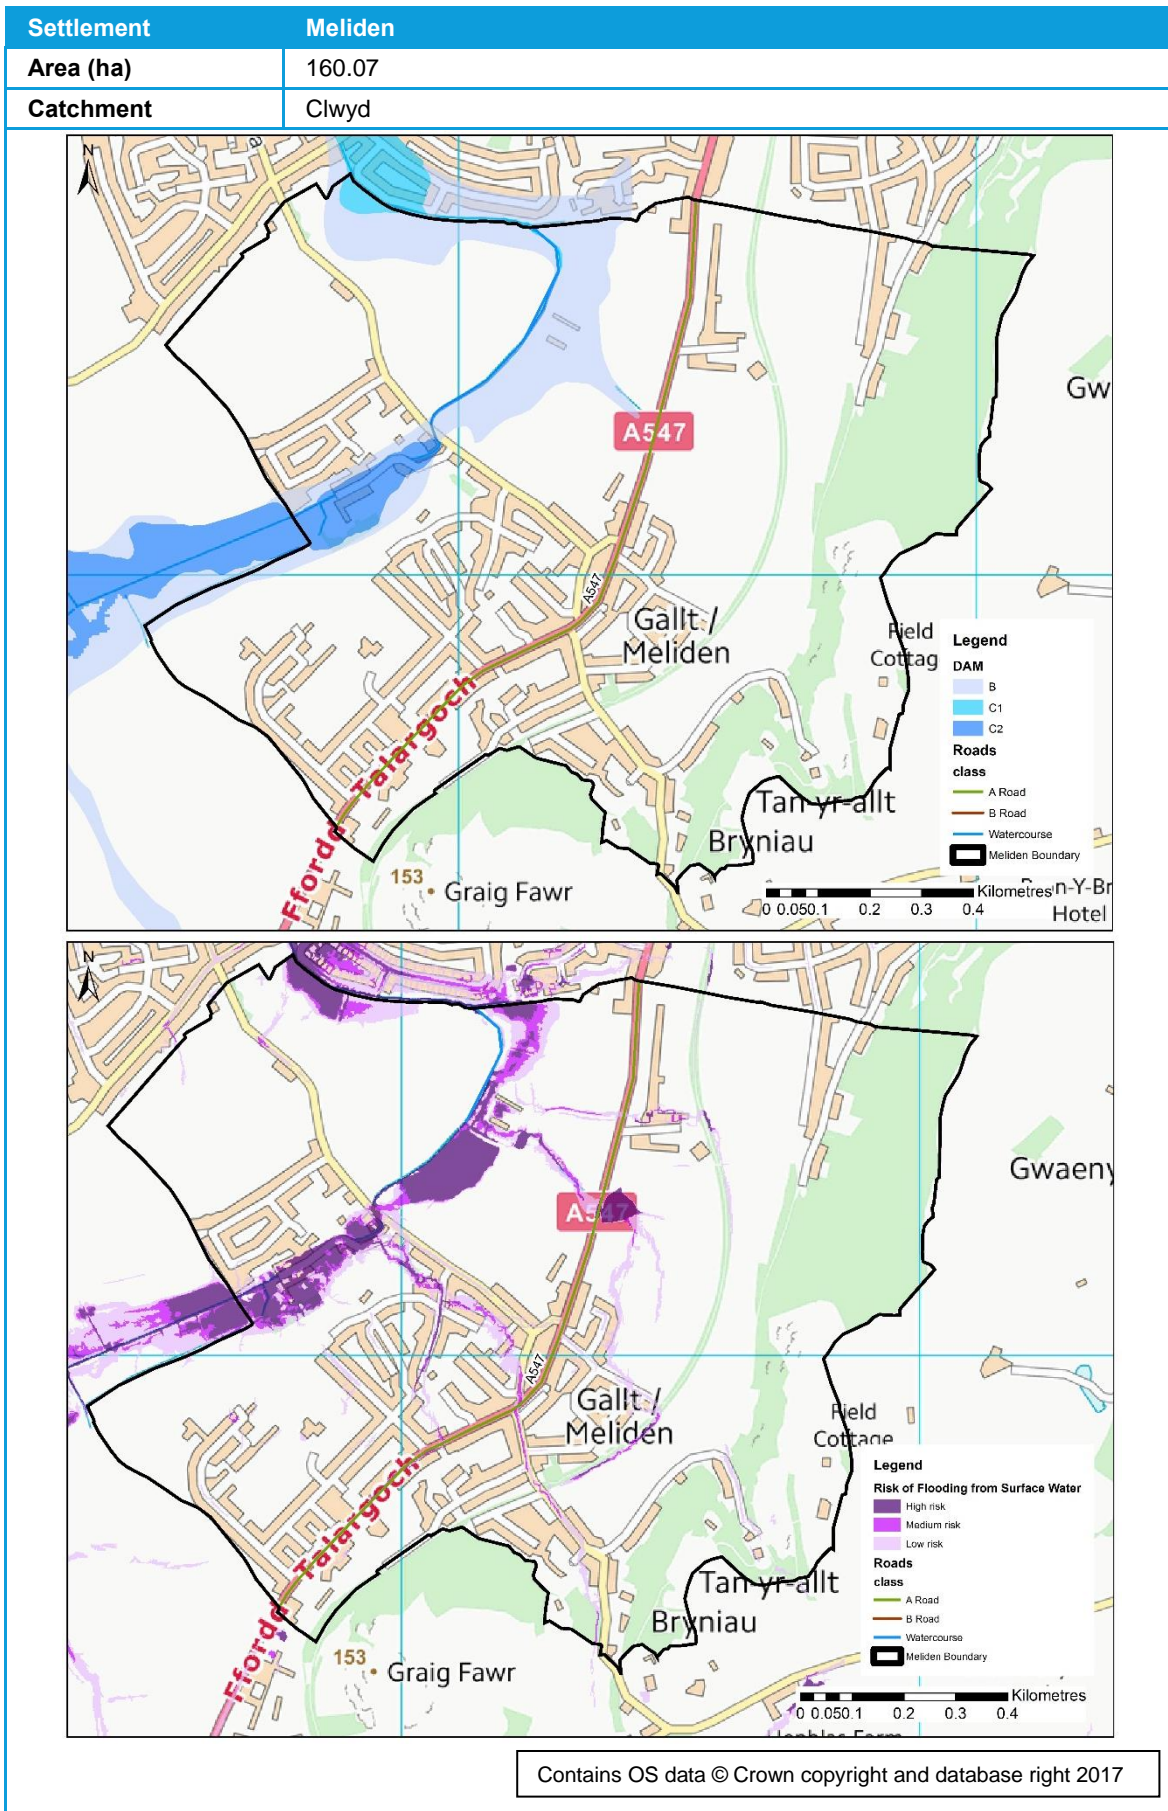 Settlement Meliden
Area (ha) 160.07
Catchment Clwyd
N
a
A547
Gw
A547
Gallt /
Meliden
Field
Cottag
Ffordd Talargoch
Tan-yr-allt
Bryniau
153
Graig Fawr
Hotel
Legend
DAM
B
C1
C2
Roads
class
A Road
B Road
Watercourse
Meliden Boundary
Kilometres
0 0.05 0.1 0.2 0.3 0.4
N
A547
Gwaeny
A547
Gallt /
Meliden
Field
Cottage
Ffordd Talargoch
Tan-yr-allt
Bryniau
153
Graig Fawr
Legend
Risk of Flooding from Surface Water
High risk
Medium risk
Low risk
Roads
class
A Road
B Road
Watercourse
Meliden Boundary
Kilometres
0 0.05 0.1 0.2 0.3 0.4
Contains OS data © Crown copyright and database right 2017